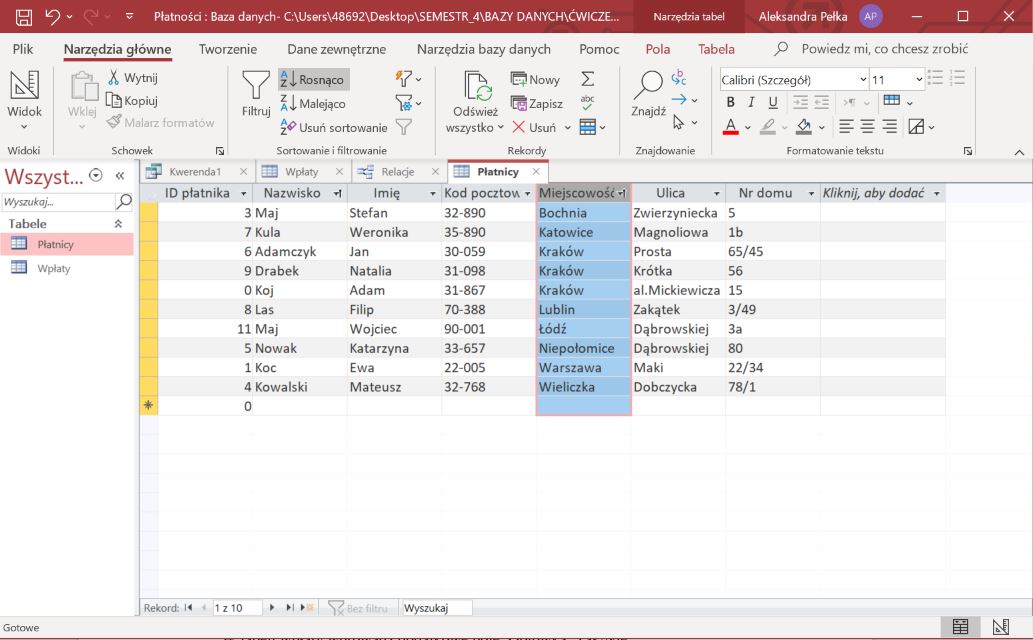 Płatności : Baza danych- C:\Users\48692\Desktop\SEMESTR_4\BAZY DANYCH\ĆWICZE... Narzędzia tabel Aleksandra Pełka AP
Plik Narzędzia główne Tworzenie Dane zewnętrzne Narzędzia bazy danych Pomoc Pola Tabela Powiedz mi, co chcesz zrobić
Widok
Widoki
Wklej
Wytnij
Kopiuj
Malarz formatów
Schowek
Filtruj
Rosnąco
Malejąco
Usuń sortowanie
Sortowanie i filtrowanie
Odśwież
wszystko
Nowy
Zapisz
Usuń
Rekordy
Znajdź
Znajdowanie
Calibri (Szczegół) 11
B I U
Formatowanie tekstu
Wszyst...
Wyszukaj...
Tabele
Płatnicy
Wpłaty
Kwerenda1 Wpłaty Relacje Płatnicy
ID płatnika Nazwisko Imię Kod pocztow Miejscowość Ulica Nr domu Kliknij, aby dodać
3 Maj Stefan 32-890 Bochnia Zwierzyniecka 5
7 Kula Weronika 35-890 Katowice Magnoliowa 1b
6 Adamczyk Jan 30-059 Kraków Prosta 65/45
9 Drabek Natalia 31-098 Kraków Krótka 56
0 Koj Adam 31-867 Kraków al.Mickiewicza 15
8 Las Filip 70-388 Lublin Zakątek 3/49
11 Maj Wojciec 90-001 Łódź Dąbrowskiej 3a
5 Nowak Katarzyna 33-657 Niepołomice Dąbrowskiej 80
1 Koc Ewa 22-005 Warszawa Maki 22/34
4 Kowalski Mateusz 32-768 Wieliczka Dobczycka 78/1
0
Rekord: 1 z 10 Bez filtru Wyszukaj
Gotowe